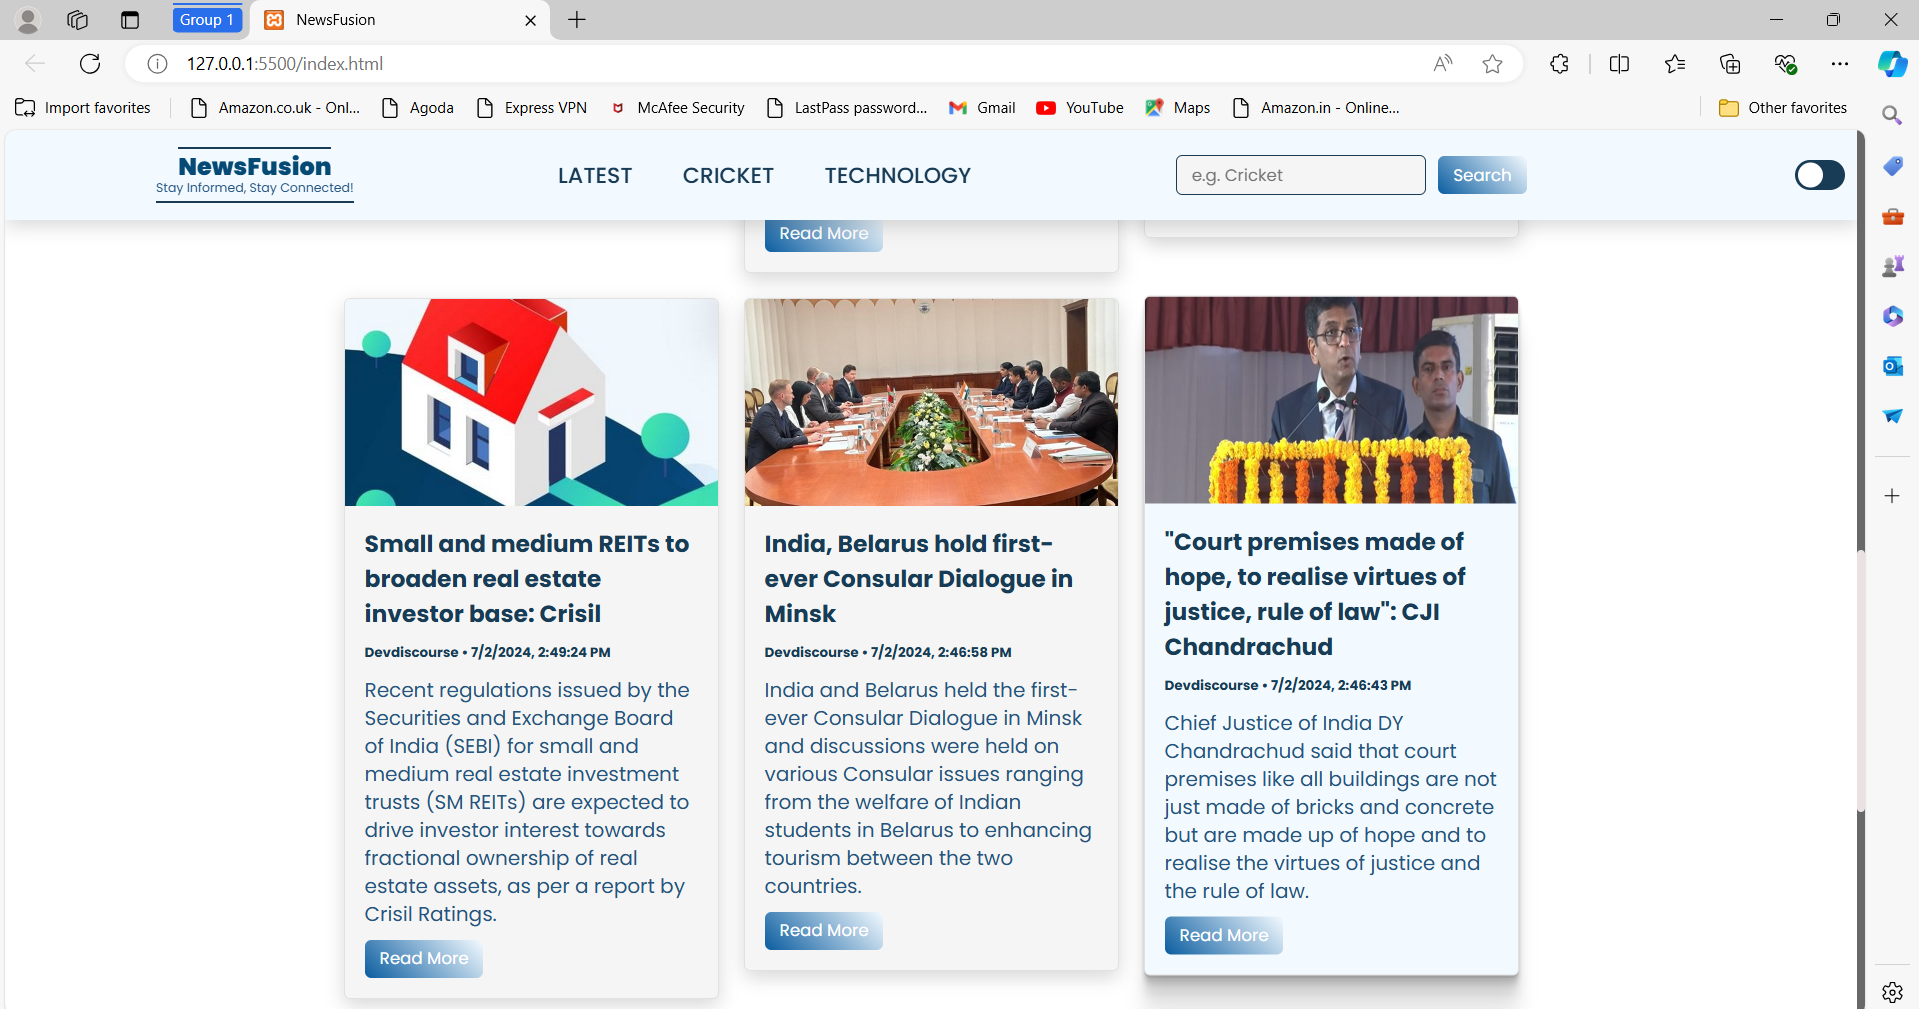 Group 1
NewsFusion
127.0.0.1:5500/index.html
Import favorites
Amazon.co.uk - Onl...
Agoda
Express VPN
McAfee Security
LastPass password...
Gmail
YouTube
Maps
Amazon.in - Online...
Other favorites
NewsFusion
Stay Informed, Stay Connected!
LATEST
CRICKET
TECHNOLOGY
e.g. Cricket
Search
Read More
Small and medium REITs to
broaden real estate
investor base: Crisil
Devdiscourse • 7/2/2024, 2:49:24 PM
Recent regulations issued by the
Securities and Exchange Board
of India (SEBI) for small and
medium real estate investment
trusts (SM REITs) are expected to
drive investor interest towards
fractional ownership of real
estate assets, as per a report by
Crisil Ratings.
Read More
India, Belarus hold first-
ever Consular Dialogue in
Minsk
Devdiscourse • 7/2/2024, 2:46:58 PM
India and Belarus held the first-
ever Consular Dialogue in Minsk
and discussions were held on
various Consular issues ranging
from the welfare of Indian
students in Belarus to enhancing
tourism between the two
countries.
Read More
"Court premises made of
hope, to realise virtues of
justice, rule of law": CJI
Chandrachud
Devdiscourse • 7/2/2024, 2:46:43 PM
Chief Justice of India DY
Chandrachud said that court
premises like all buildings are not
just made of bricks and concrete
but are made up of hope and to
realise the virtues of justice and
the rule of law.
Read More